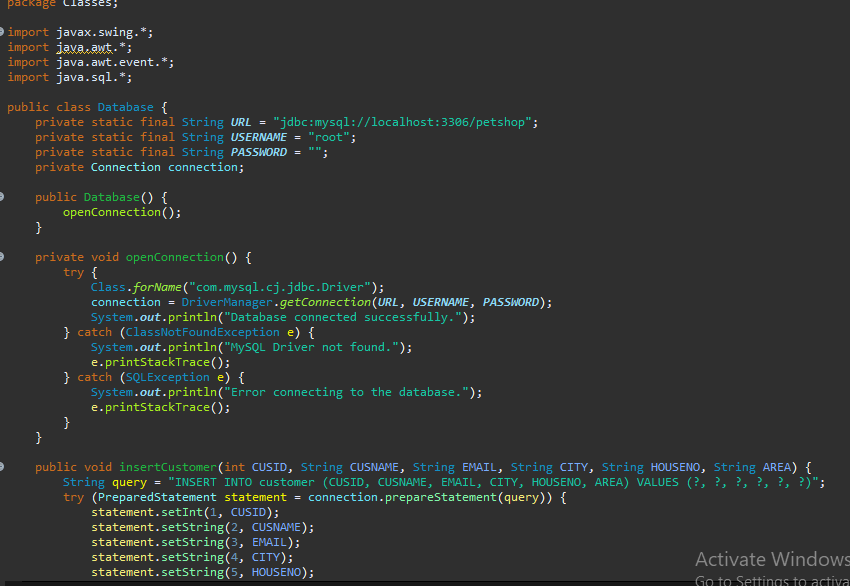 package Classes;
import javax.swing.*;
import java.awt.*;
import java.awt.event.*;
import java.sql.*;
public class Database {
    private static final String URL = "jdbc:mysql://localhost:3306/petshop";
    private static final String USERNAME = "root";
    private static final String PASSWORD = "";
    private Connection connection;
    public Database() {
        openConnection();
    }
    private void openConnection() {
        try {
            Class.forName("com.mysql.cj.jdbc.Driver");
            connection = DriverManager.getConnection(URL, USERNAME, PASSWORD);
            System.out.println("Database connected successfully.");
        } catch (ClassNotFoundException e) {
            System.out.println("MySQL Driver not found.");
            e.printStackTrace();
        } catch (SQLException e) {
            System.out.println("Error connecting to the database.");
            e.printStackTrace();
        }
    }
    public void insertCustomer(int CUSID, String CUSNAME, String EMAIL, String CITY, String HOUSENO, String AREA) {
        String query = "INSERT INTO customer (CUSID, CUSNAME, EMAIL, CITY, HOUSENO, AREA) VALUES (?, ?, ?, ?, ?, ?)";
        try (PreparedStatement statement = connection.prepareStatement(query)) {
            statement.setInt(1, CUSID);
            statement.setString(2, CUSNAME);
            statement.setString(3, EMAIL);
            statement.setString(4, CITY);
            statement.setString(5, HOUSENO);
Activate Windows
Go to Settings to activa